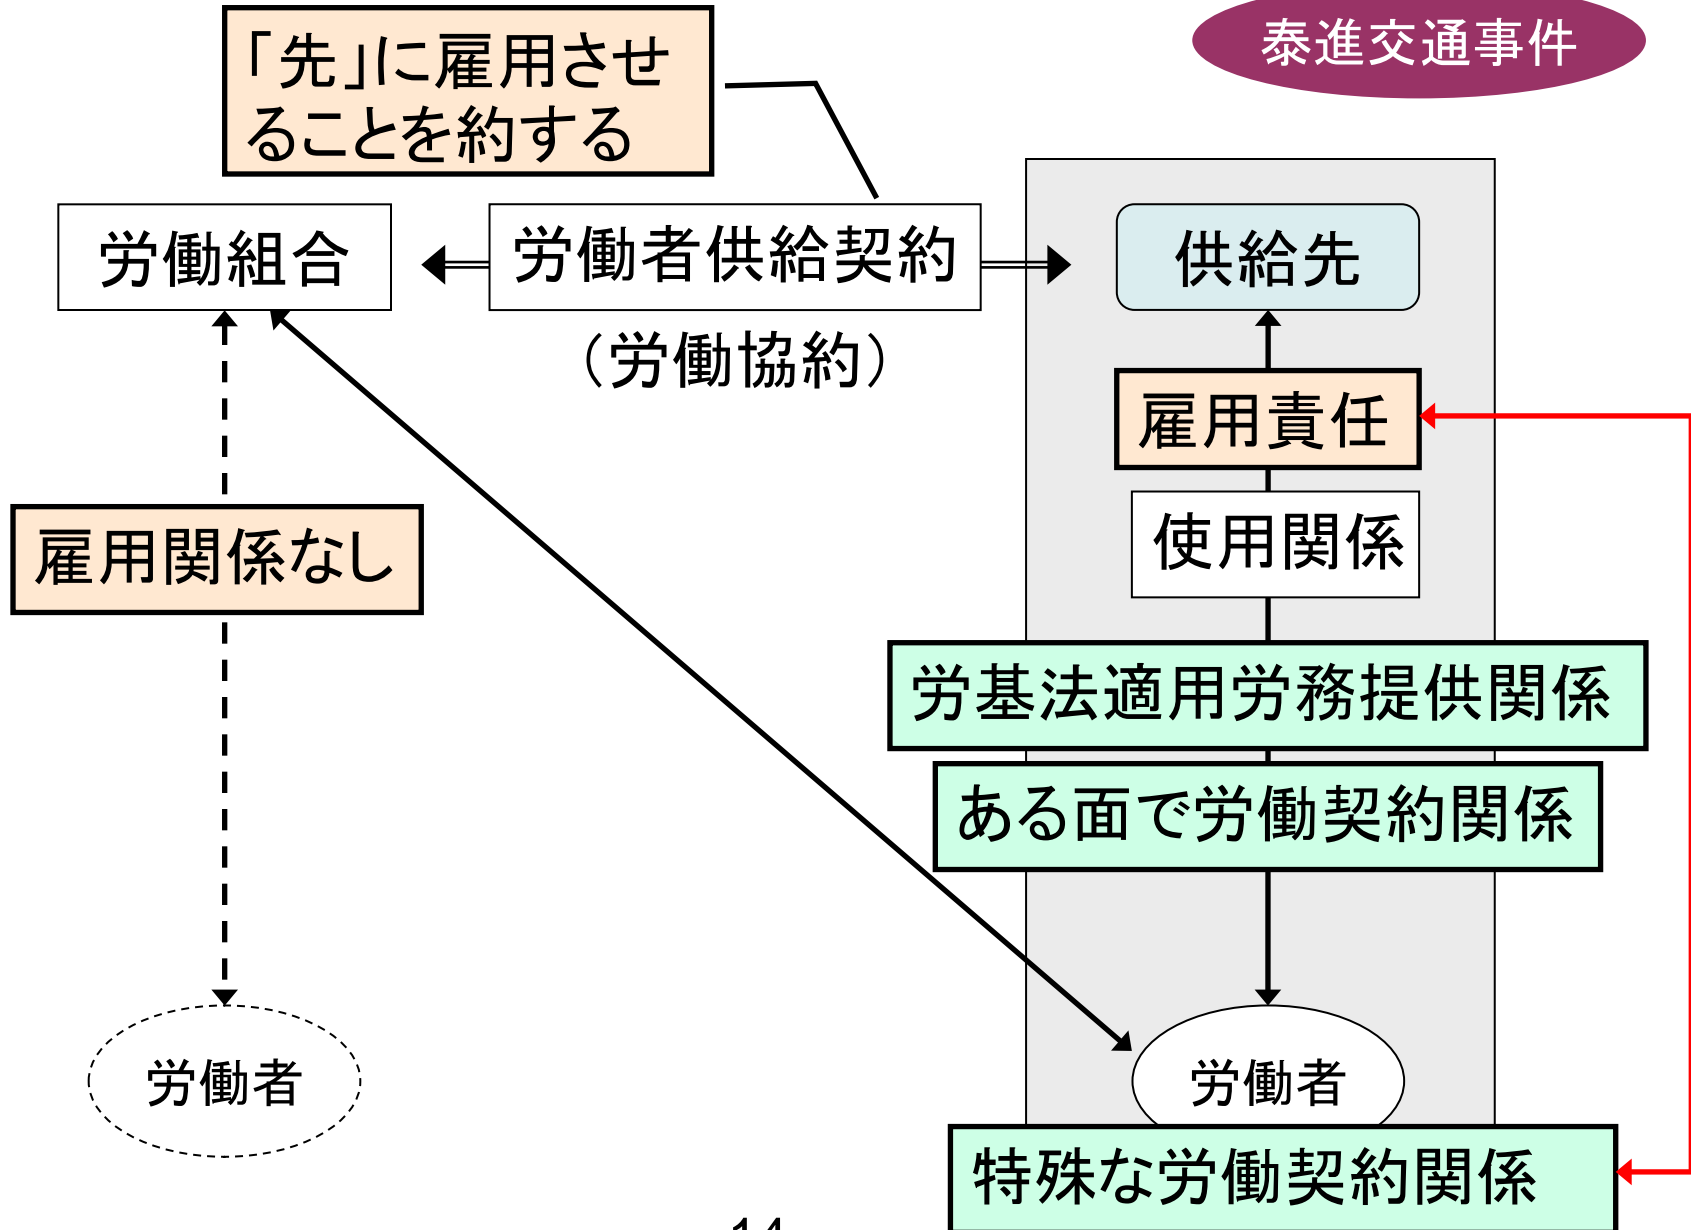 泰進交通事件
「先」に雇用させ
ることを約する
労働組合
労働者供給契約
供給先
（労働協約）
雇用責任
使用関係
雇用関係なし
労基法適用労務提供関係
ある面で労働契約関係
労働者
労働者
特殊な労働契約関係
14